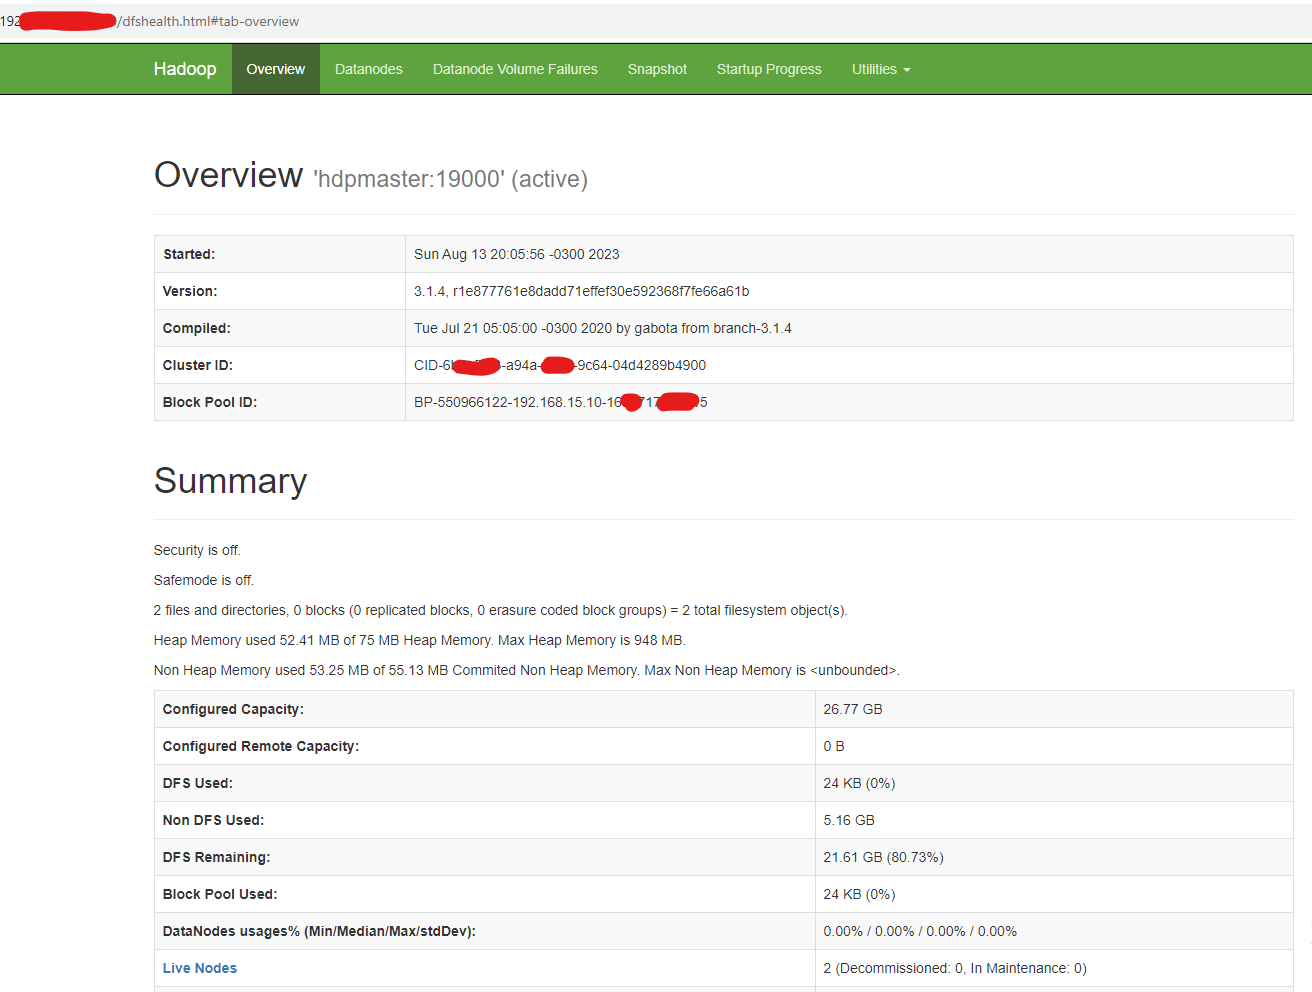 192 /dfshealth.html#tab-overview
Hadoop Overview Datanodes Datanode Volume Failures Snapshot Startup Progress Utilities
Overview 'hdpmaster:19000' (active)
Started: Sun Aug 13 20:05:56 -0300 2023
Version: 3.1.4, r1e877761e8dadd71effef30e592368f7fe66a61b
Compiled: Tue Jul 21 05:05:00 -0300 2020 by gabota from branch-3.1.4
Cluster ID: CID-6 -a94a- -9c64-04d4289b4900
Block Pool ID: BP-550966122-192.168.15.10-16 717 5
Summary
Security is off.
Safemode is off.
2 files and directories, 0 blocks (0 replicated blocks, 0 erasure coded block groups) = 2 total filesystem object(s).
Heap Memory used 52.41 MB of 75 MB Heap Memory. Max Heap Memory is 948 MB.
Non Heap Memory used 53.25 MB of 55.13 MB Commited Non Heap Memory. Max Non Heap Memory is <unbounded>.
Configured Capacity: 26.77 GB
Configured Remote Capacity: 0 B
DFS Used: 24 KB (0%)
Non DFS Used: 5.16 GB
DFS Remaining: 21.61 GB (80.73%)
Block Pool Used: 24 KB (0%)
DataNodes usages% (Min/Median/Max/stdDev): 0.00% / 0.00% / 0.00% / 0.00%
Live Nodes 2 (Decommissioned: 0, In Maintenance: 0)